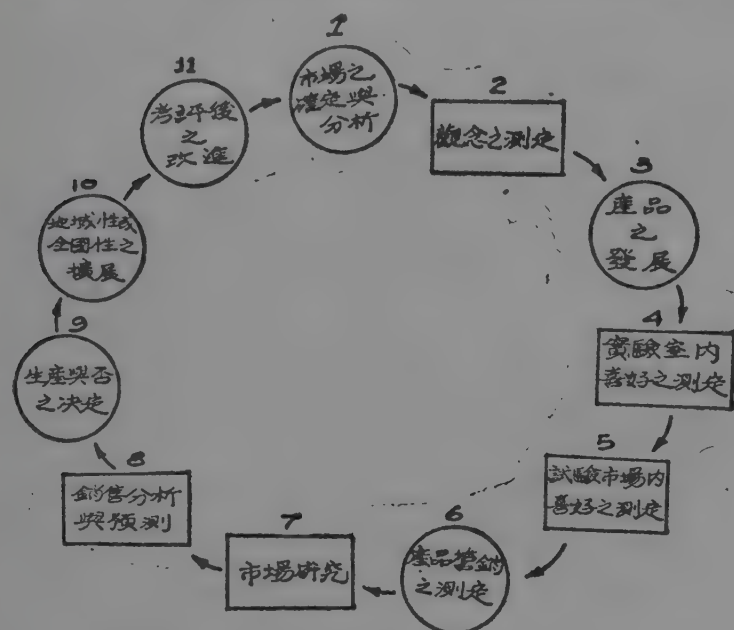 1
市場之
確定與
分析
2
觀念之測定
3
產品
之
發展
4
實驗室內
喜好之測定
5
試驗市場內
喜好之測定
6
產品營銷
之測定
7
市場研究
8
銷售分析
與預測
9
生產與否
之決定
10
地域性或
全國性之
擴展
11
考評後
之
改進